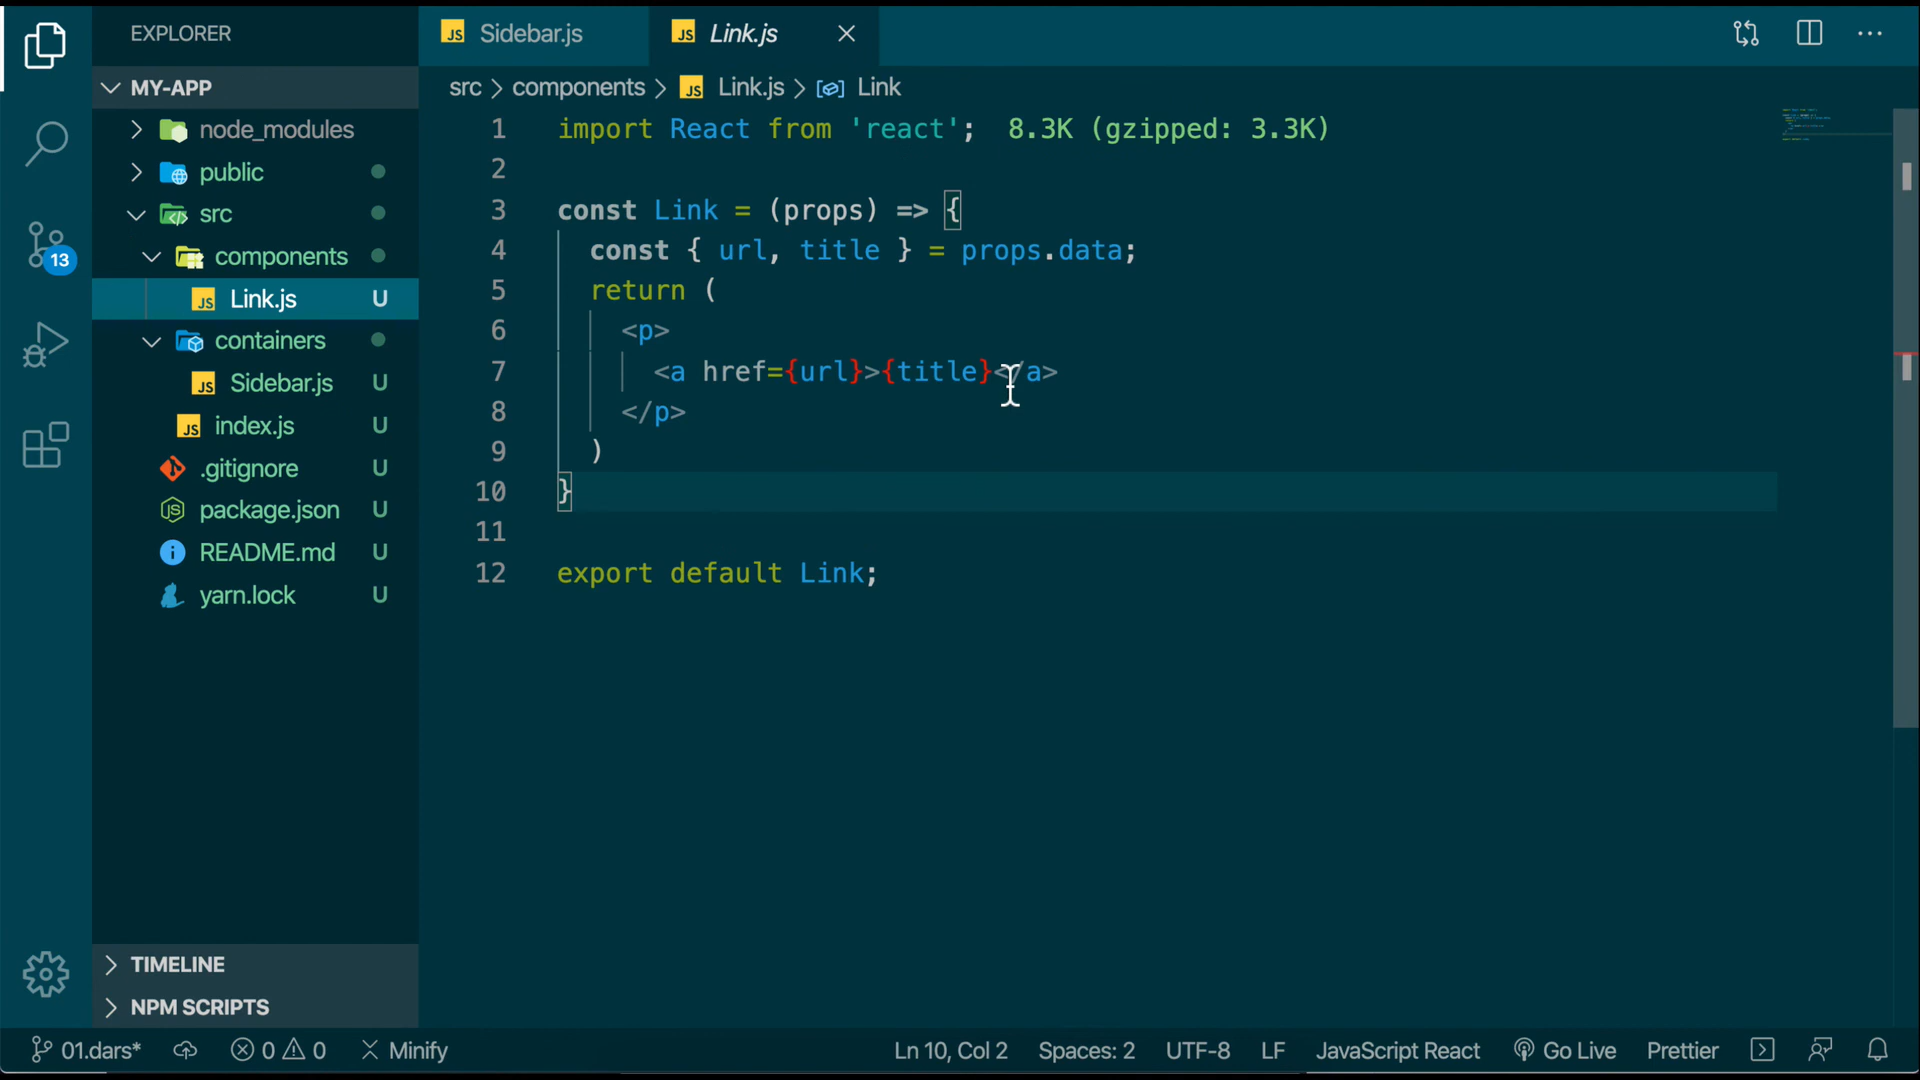 EXPLORER
MY-APP
node_modules
public
src
components
Link.js U
containers
Sidebar.js U
index.js U
.gitignore U
package.json U
README.md U
yarn.lock U
TIMELINE
NPM SCRIPTS
13
JS Sidebar.js
JS Link.js
src > components > JS Link.js > Link
1 import React from 'react'; 8.3K (gzipped: 3.3K)
2
3 const Link = (props) => {
4 const { url, title } = props.data;
5 return (
6 <p>
7 <a href={url}>{title}</a>
8 </p>
9 )
10 }
11
12 export default Link;
01.dars* 0 0 Minify Ln 10, Col 2 Spaces: 2 UTF-8 LF JavaScript React Go Live Prettier